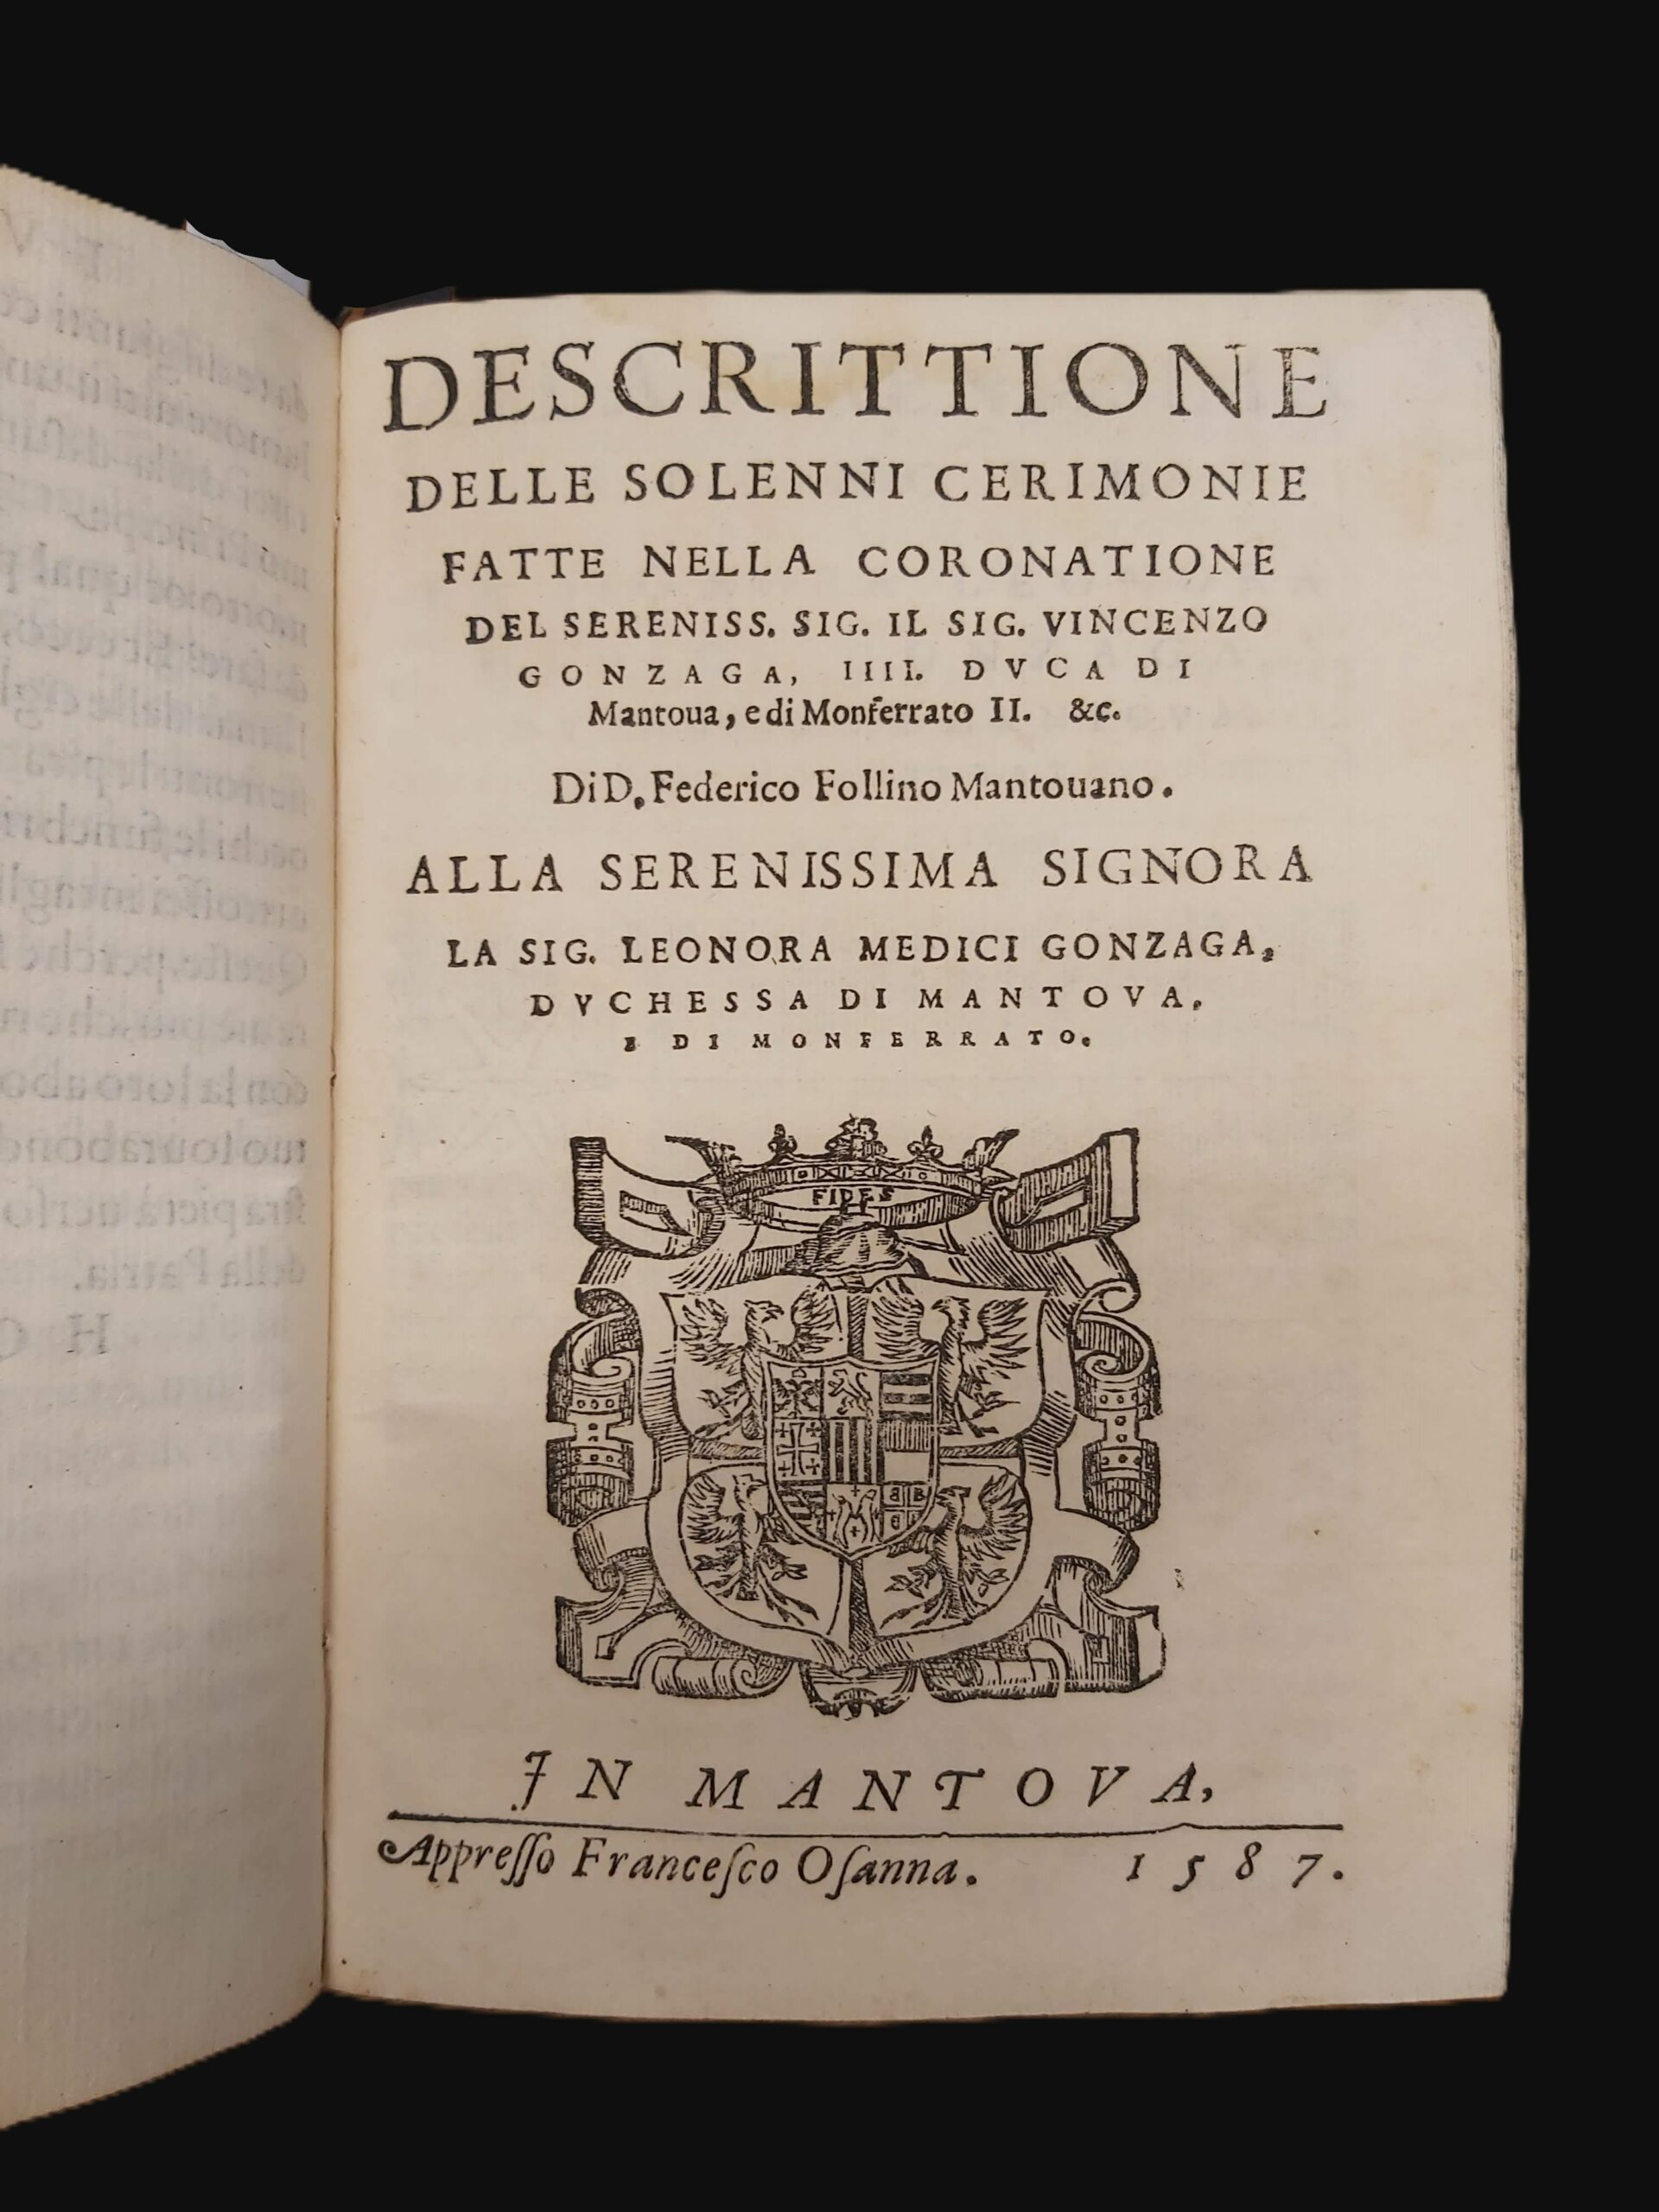 DESCRITTIONE
DELLE SOLENNI CERIMONIE
FATTE NELLA CORONATIONE
DEL SERENISS. SIG. IL SIG. VINCENZO
GONZAGA, IIII. DVCA DI
Mantoua, e di Monferrato II. &c.
Di D. Federico Follino Mantouano.
ALLA SERENISSIMA SIGNORA
LA SIG. LEONORA MEDICI GONZAGA,
DVCHESSA DI MANTOVA,
E DI MONFERRATO.
FIDES
B B
B
IN MANTOVA,
Appreſſo Franceſco Oſanna. 1587.